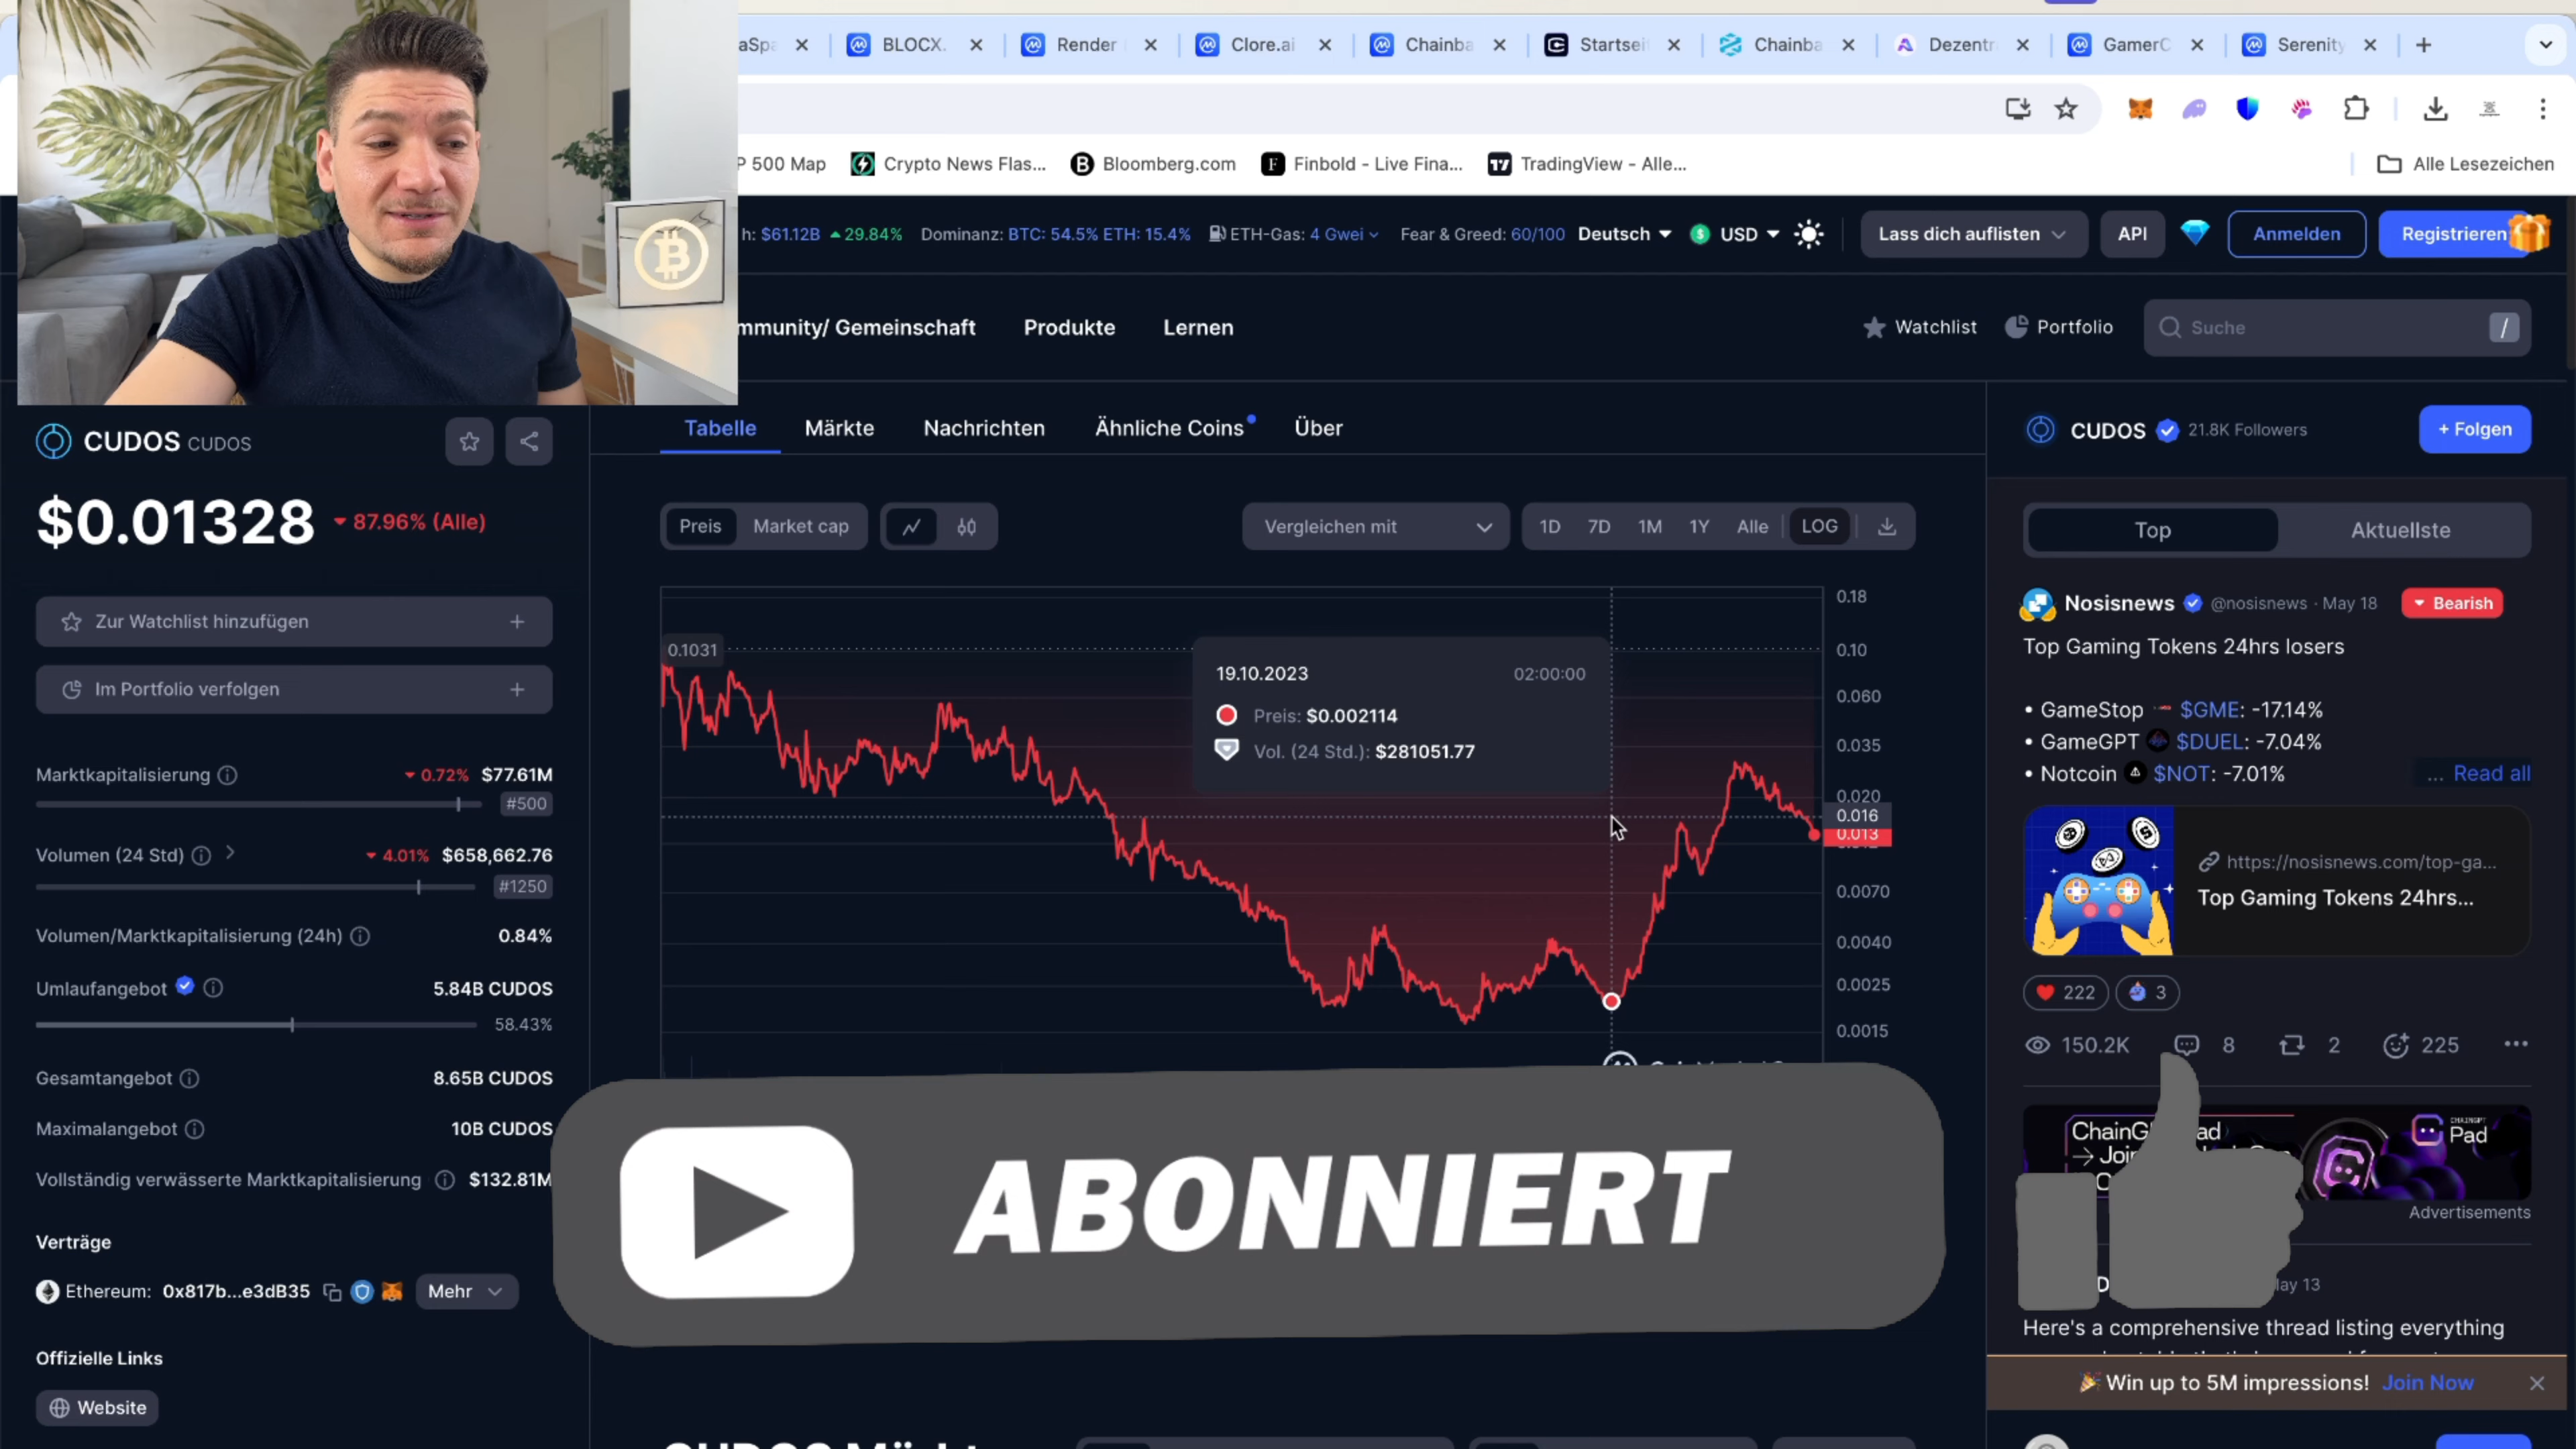 BLOCX.
Render
Clore.ai
Chainba
Startsei
Chainba
Dezentr
GamerC
Serenity
P 500 Map
Crypto News Flas...
Bloomberg.com
Finbold - Live Fina...
TradingView - Alle...
Alle Lesezeichen
h: $61.12B 29.84% Dominanz: BTC: 54.5% ETH: 15.4% ETH-Gas: 4 Gwei Fear & Greed: 60/100 Deutsch USD Lass dich auflisten API Anmelden Registrieren
mmunity/ Gemeinschaft Produkte Lernen Watchlist Portfolio Suche /
CUDOS CUDOS
$0.01328 87.96% (Alle)
Zur Watchlist hinzufügen +
Im Portfolio verfolgen +
Marktkapitalisierung 0.72% $77.61M
#500
Volumen (24 Std) 4.01% $658,662.76
#1250
Volumen/Marktkapitalisierung (24h) 0.84%
Umlaufangebot 5.84B CUDOS
58.43%
Gesamtangebot 8.65B CUDOS
Maximalangebot 10B CUDOS
Vollständig verwässerte Marktkapitalisierung $132.81M
Verträge
Ethereum: 0x817b...e3dB35 Mehr
Offizielle Links
Website
Tabelle Märkte Nachrichten Ähnliche Coins Über
Preis Market cap Vergleichen mit 1D 7D 1M 1Y Alle LOG
0.1031
19.10.2023 02:00:00
Preis: $0.002114
Vol. (24 Std.): $281051.77
0.18
0.10
0.060
0.035
0.020
0.016
0.013
0.0070
0.0040
0.0025
0.0015
ABONNIERT
CUDOS 21.8K Followers + Folgen
Top Aktuellste
Nosisnews @nosisnews · May 18 Bearish
Top Gaming Tokens 24hrs losers
• GameStop $GME: -17.14%
• GameGPT $DUEL: -7.04%
• Notcoin $NOT: -7.01% ... Read all
https://nosisnews.com/top-ga...
Top Gaming Tokens 24hrs...
222 3
150.2K 8 2 225
CHAINGPT
Pad
Advertisements
Here's a comprehensive thread listing everything
Win up to 5M impressions! Join Now